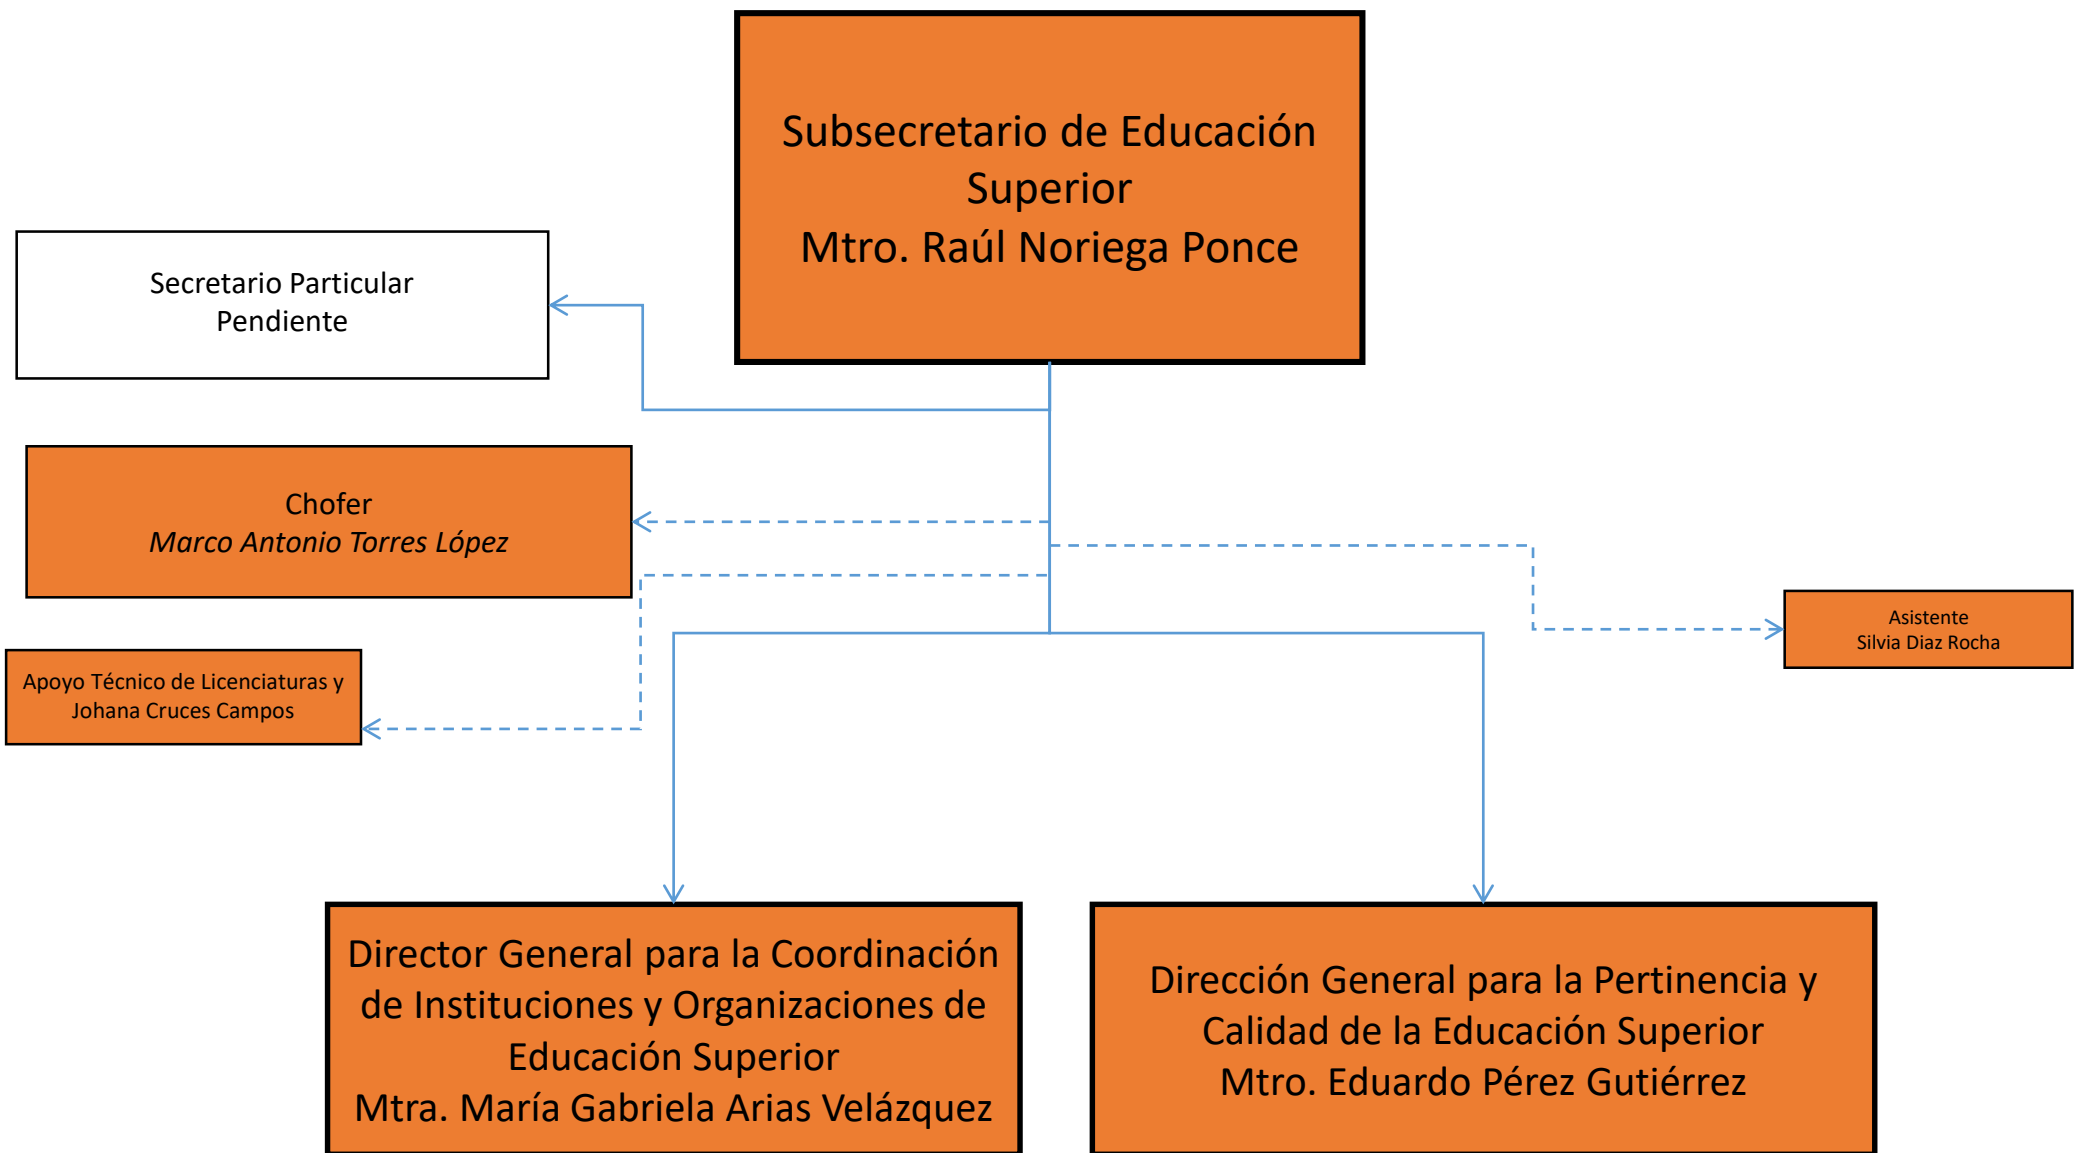 Subsecretario de Educación
Superior
Mtro. Raúl Noriega Ponce
Secretario Particular
Pendiente
Chofer
Marco Antonio Torres López
Asistente
Silvia Diaz Rocha
Apoyo Técnico de Licenciaturas y
Johana Cruces Campos
Director General para la Coordinación
de Instituciones y Organizaciones de
Educación Superior
Mtra. María Gabriela Arias Velázquez
Dirección General para la Pertinencia y
Calidad de la Educación Superior
Mtro. Eduardo Pérez Gutiérrez